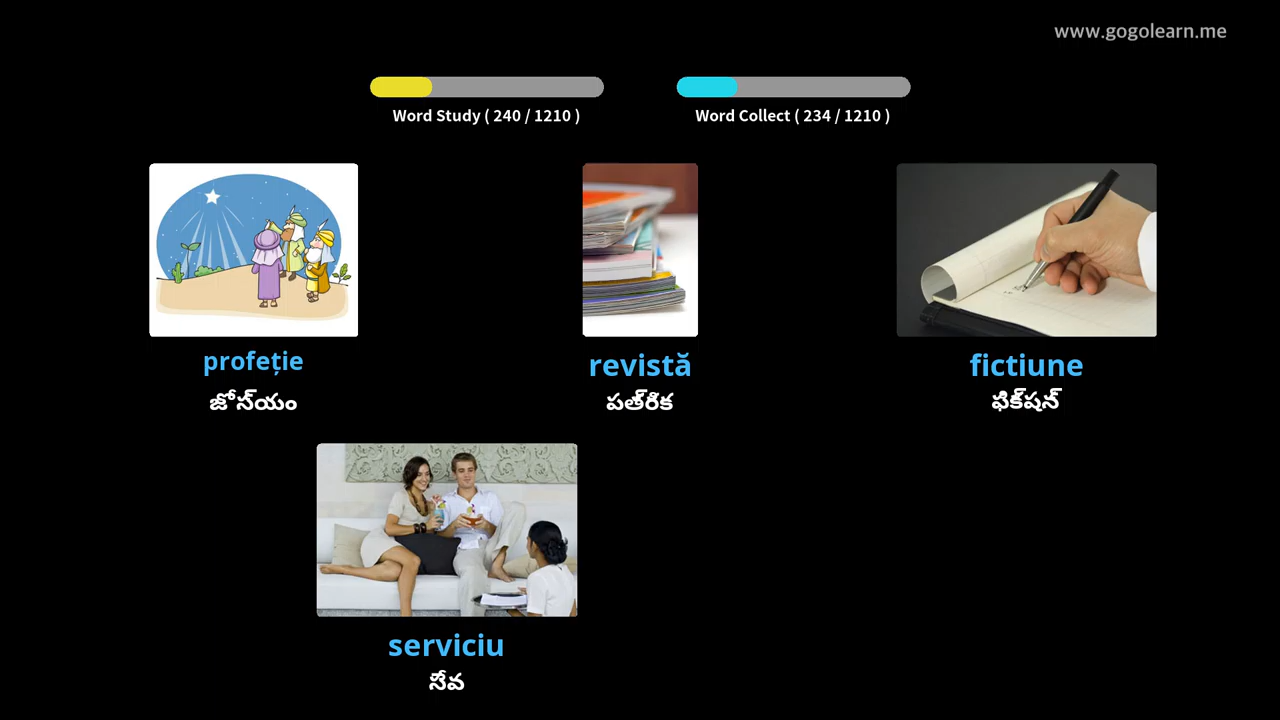 www.gogolearn.me
Word Study ( 240 / 1210 )
Word Collect ( 234 / 1210 )
profeție
జోస్యం
revistă
పత్రిక
fictiune
ఫిక్షన్
serviciu
సేవ